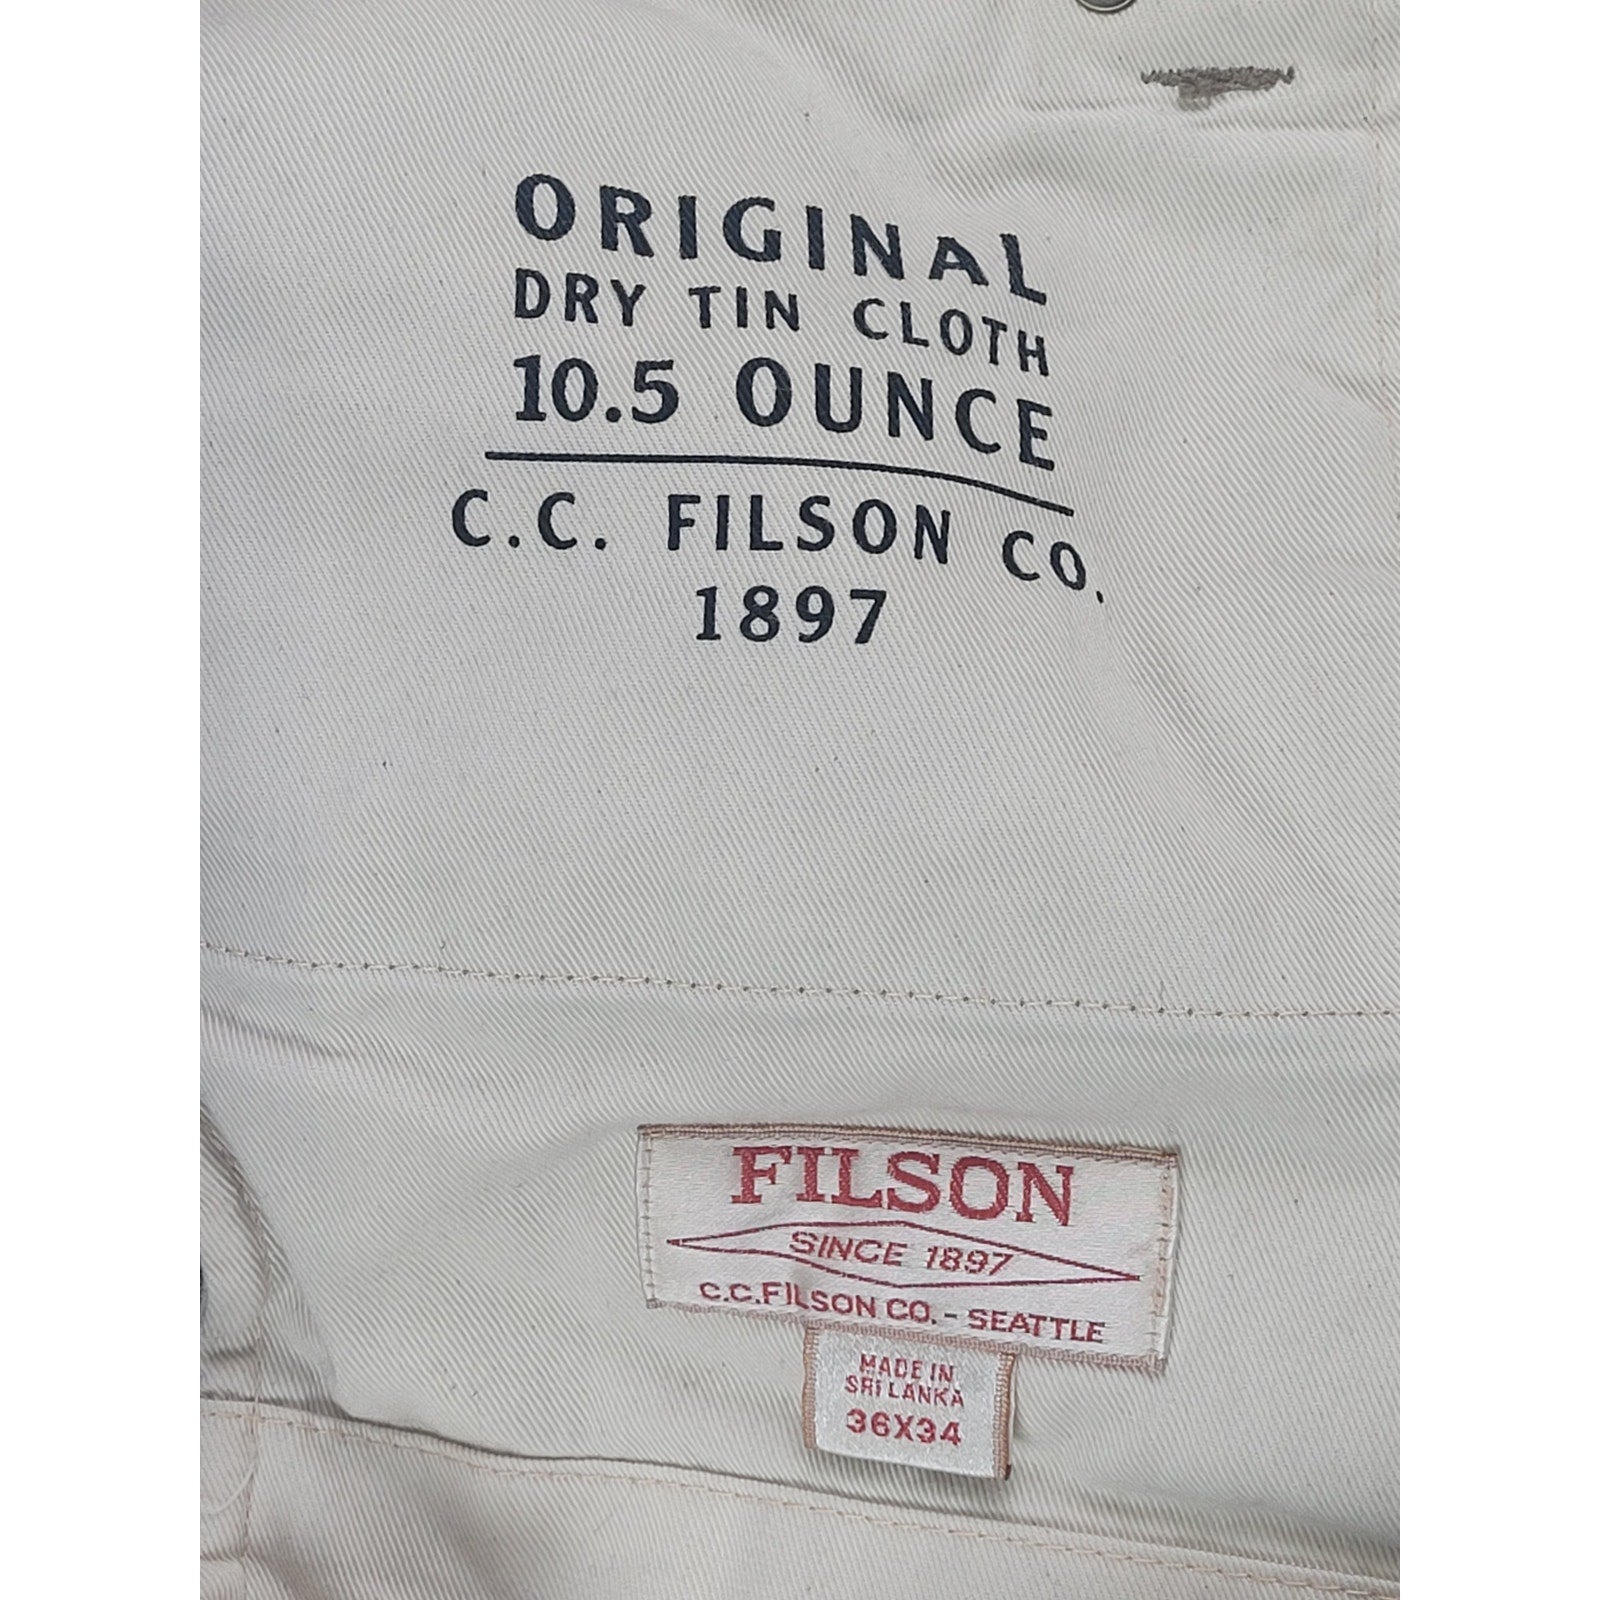 ORIGINAL
DRY TIN CLOTH
10.5 OUNCE
C.C. FILSON CO.
1897
FILSON
SINCE 1897
C.C.FILSON CO. - SEATTLE
MADE IN
SRI LANKA
36X34